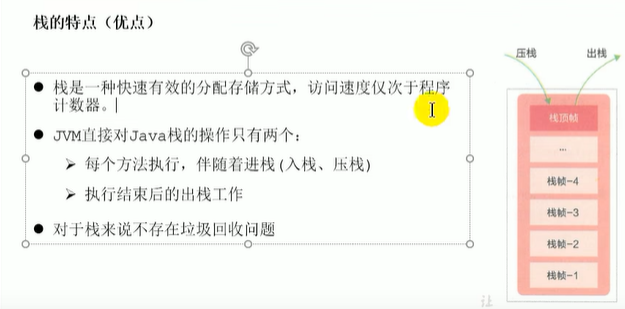 栈的特点（优点）
● 栈是一种快速有效的分配存储方式，访问速度仅次于程序
计数器。
● JVM直接对Java栈的操作只有两个：
➢ 每个方法执行，伴随着进栈(入栈、压栈)
➢ 执行结束后的出栈工作
● 对于栈来说不存在垃圾回收问题
压栈 出栈
栈顶帧
...
栈帧-4
栈帧-3
栈帧-2
栈帧-1
让